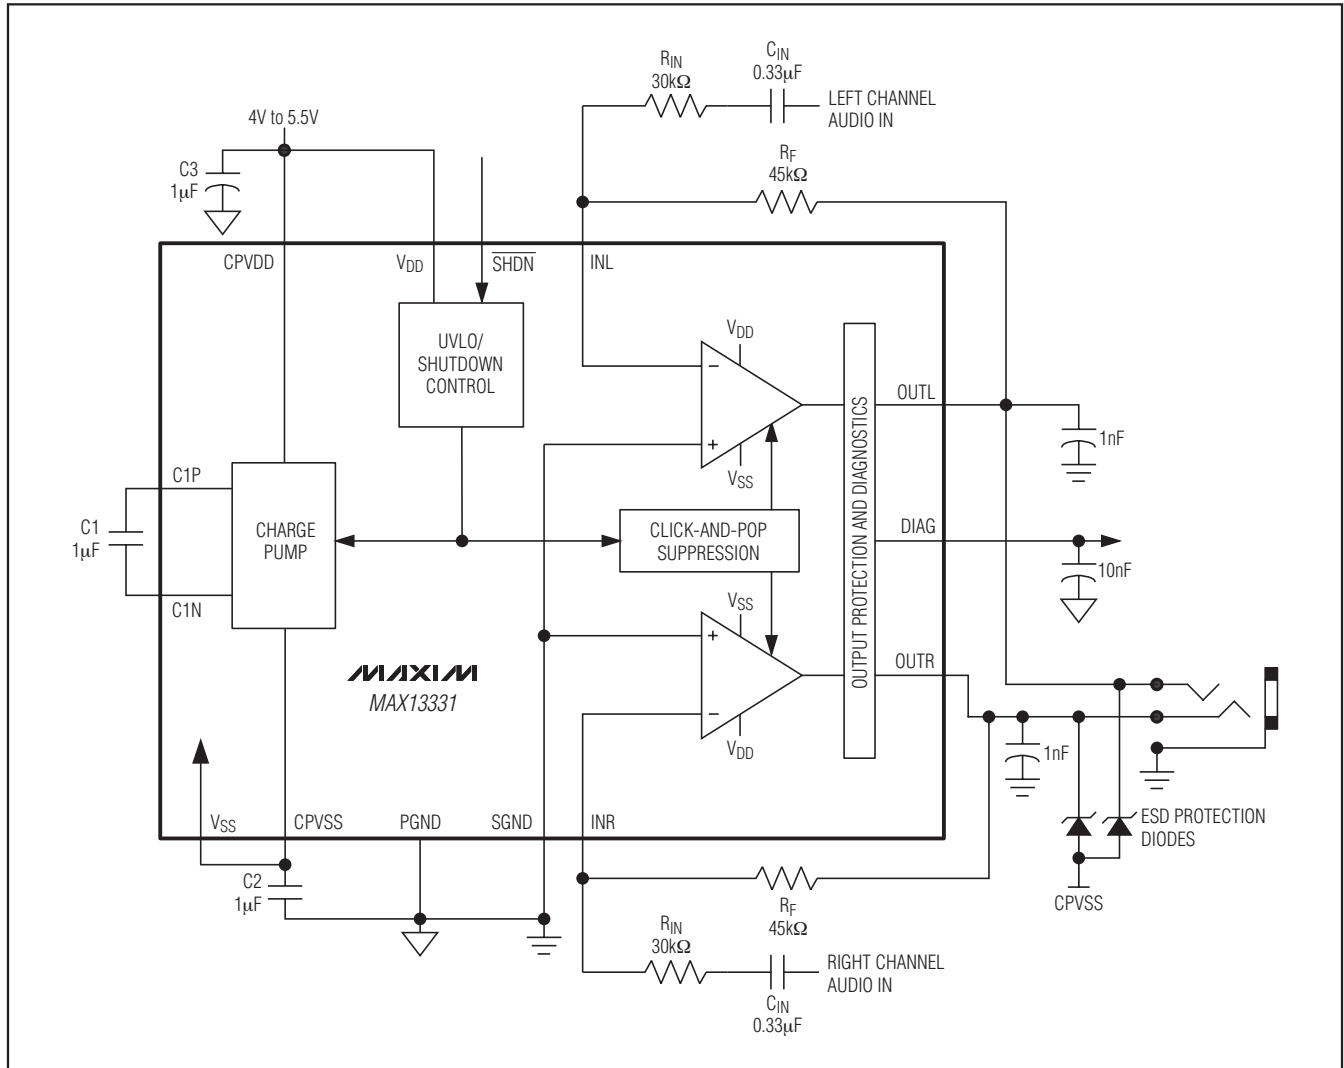 RIN
30kΩ
CIN
0.33µF
LEFT CHANNEL
AUDIO IN
4V to 5.5V
C3
1µF
RF
45kΩ
CPVDD
VDD
SHDN
INL
UVLO/
SHUTDOWN
CONTROL
VDD
−
+
VSS
OUTL
1nF
C1P
C1
1µF
C1N
CHARGE
PUMP
CLICK-AND-POP
SUPPRESSION
OUTPUT PROTECTION AND DIAGNOSTICS
DIAG
10nF
VSS
+
−
VDD
OUTR
MAXIM
MAX13331
1nF
ESD PROTECTION
DIODES
CPVSS
VSS
CPVSS
PGND
SGND
INR
C2
1µF
RF
45kΩ
RIN
30kΩ
CIN
0.33µF
RIGHT CHANNEL
AUDIO IN